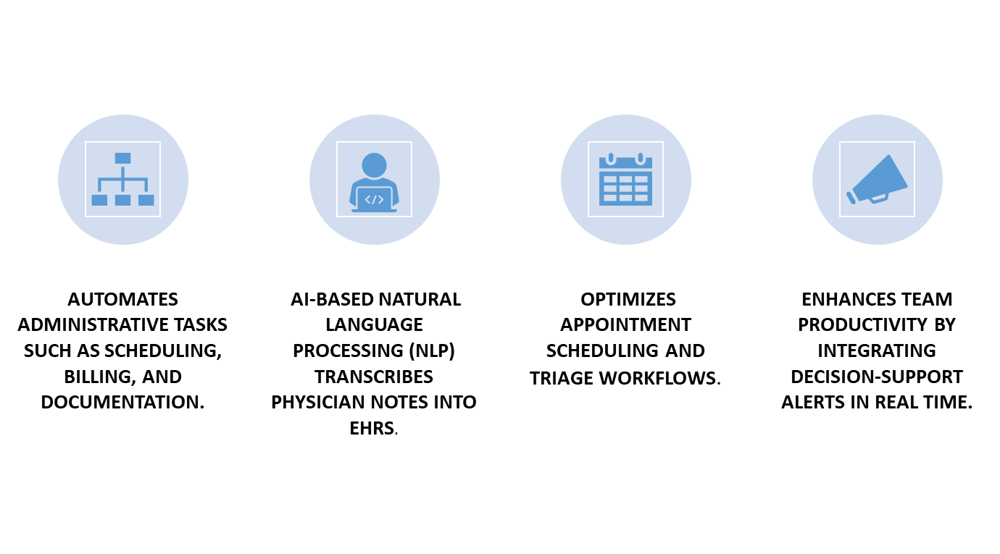 AUTOMATES
ADMINISTRATIVE TASKS
SUCH AS SCHEDULING,
BILLING, AND
DOCUMENTATION.
AI-BASED NATURAL
LANGUAGE
PROCESSING (NLP)
TRANSCRIBES
PHYSICIAN NOTES INTO
EHRS.
OPTIMIZES
APPOINTMENT
SCHEDULING AND
TRIAGE WORKFLOWS.
ENHANCES TEAM
PRODUCTIVITY BY
INTEGRATING
DECISION-SUPPORT
ALERTS IN REAL TIME.